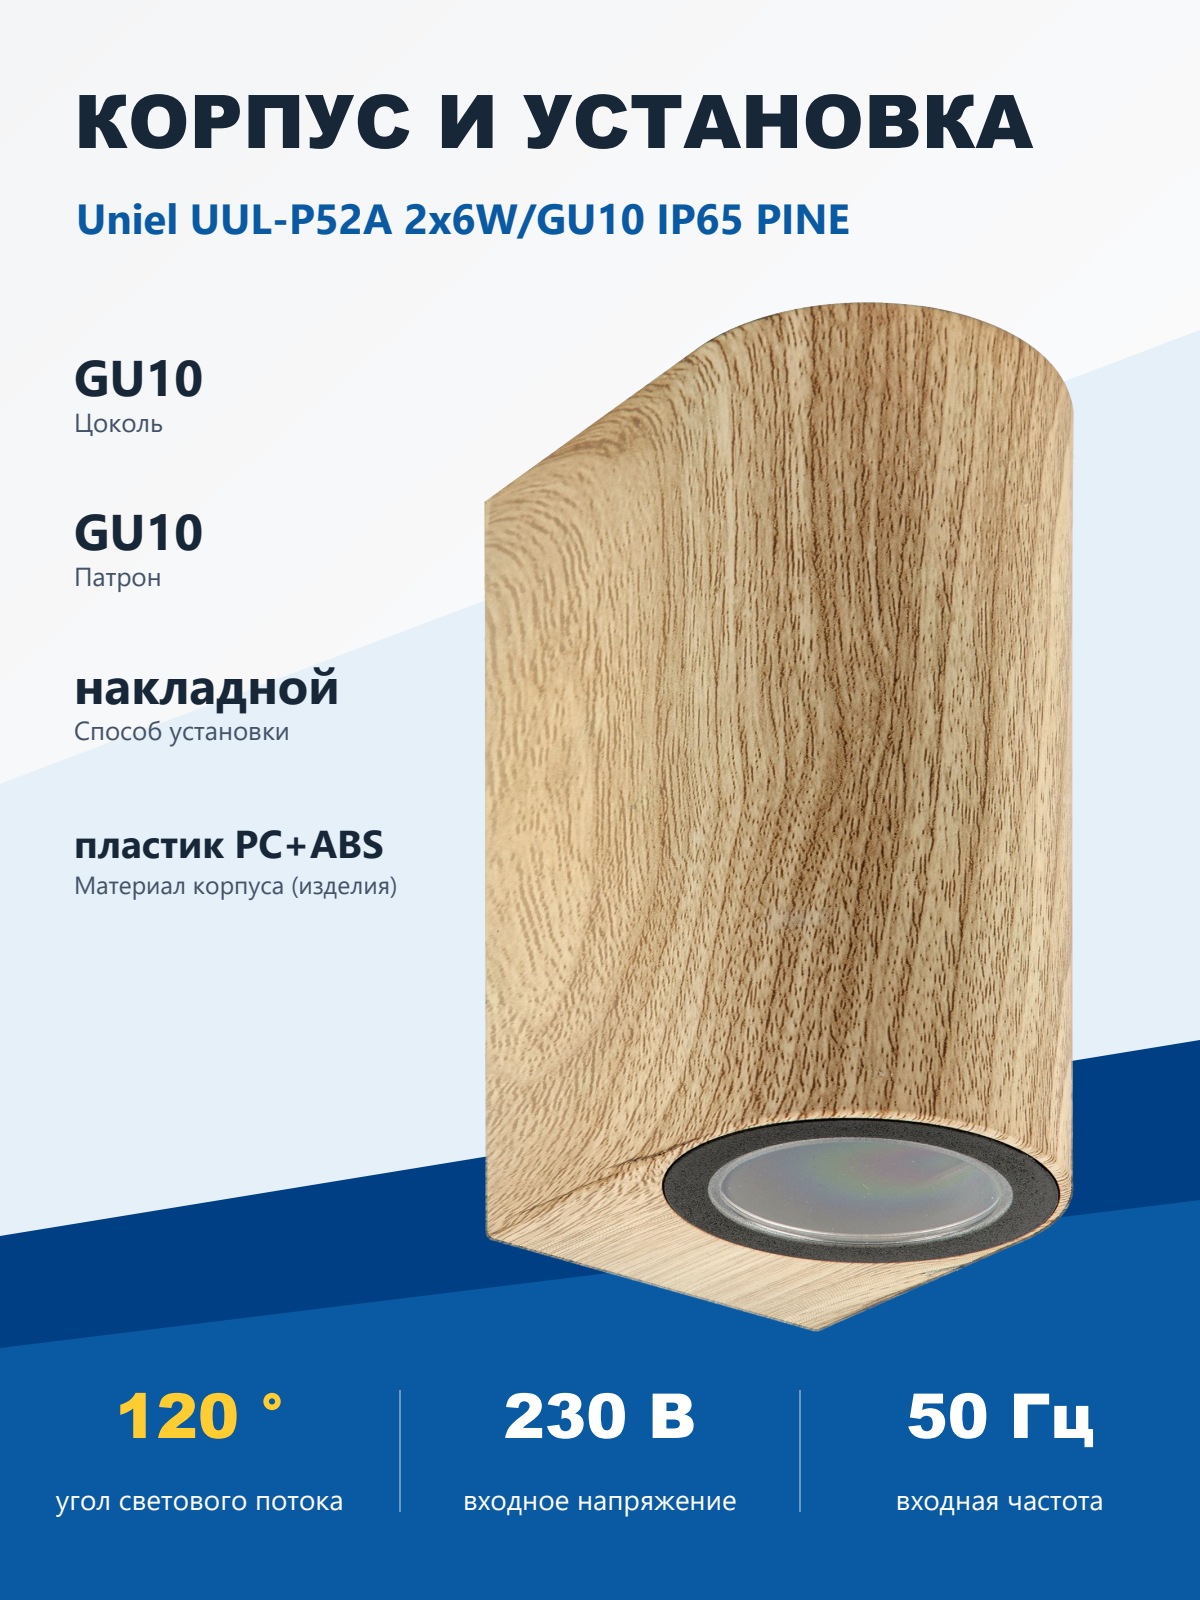 КОРПУС И УСТАНОВКА
Uniel UUL-P52A 2x6W/GU10 IP65 PINE
GU10
Цоколь
GU10
Патрон
накладной
Способ установки
пластик PC+ABS
Материал корпуса (изделия)
120 °
угол светового потока
230 В
входное напряжение
50 Гц
входная частота